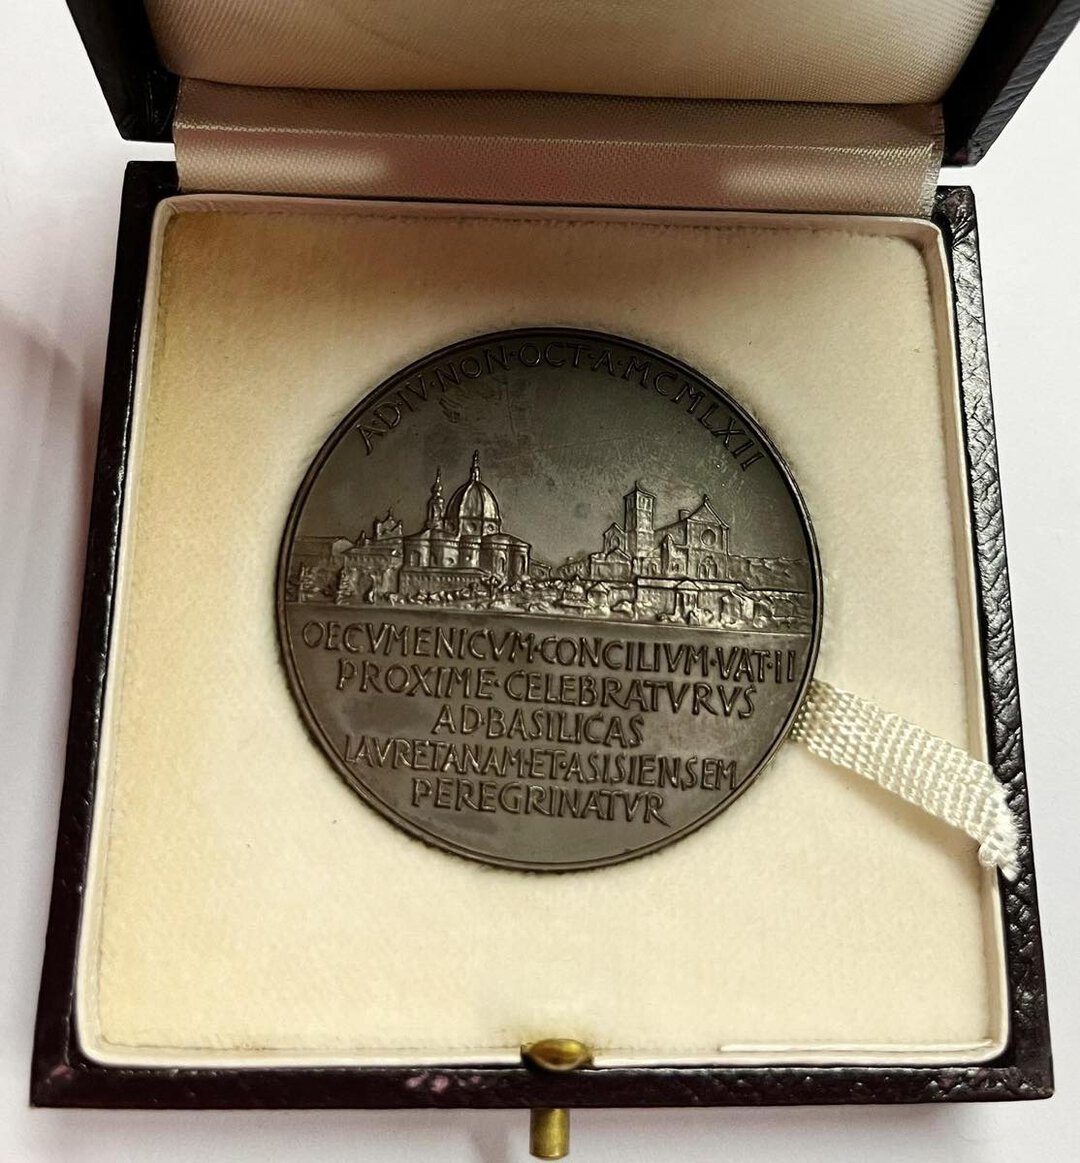 A·D·IV·NON·OCT·A·MCMLXII
OECVMENICVM·CONCILIVM·VAT·II
PROXIME·CELEBRATVRVS
AD·BASILICAS
LAVRETANAM·ET·ASISIENSEM
PEREGRINATVR